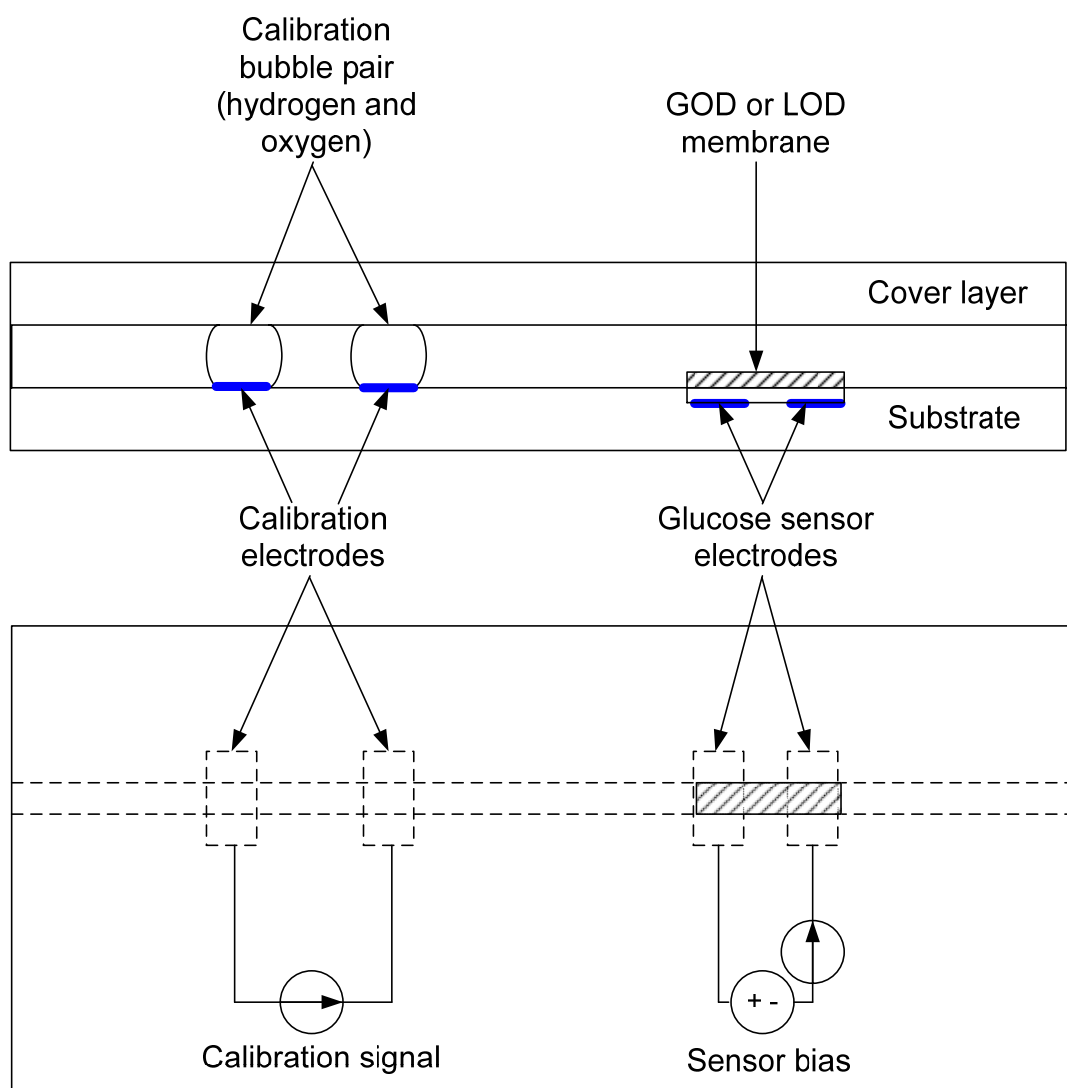 Calibration
bubble pair
(hydrogen and
oxygen)
GOD or LOD
membrane
Cover layer
Substrate
Calibration
electrodes
Glucose sensor
electrodes
+ -
Calibration signal
Sensor bias